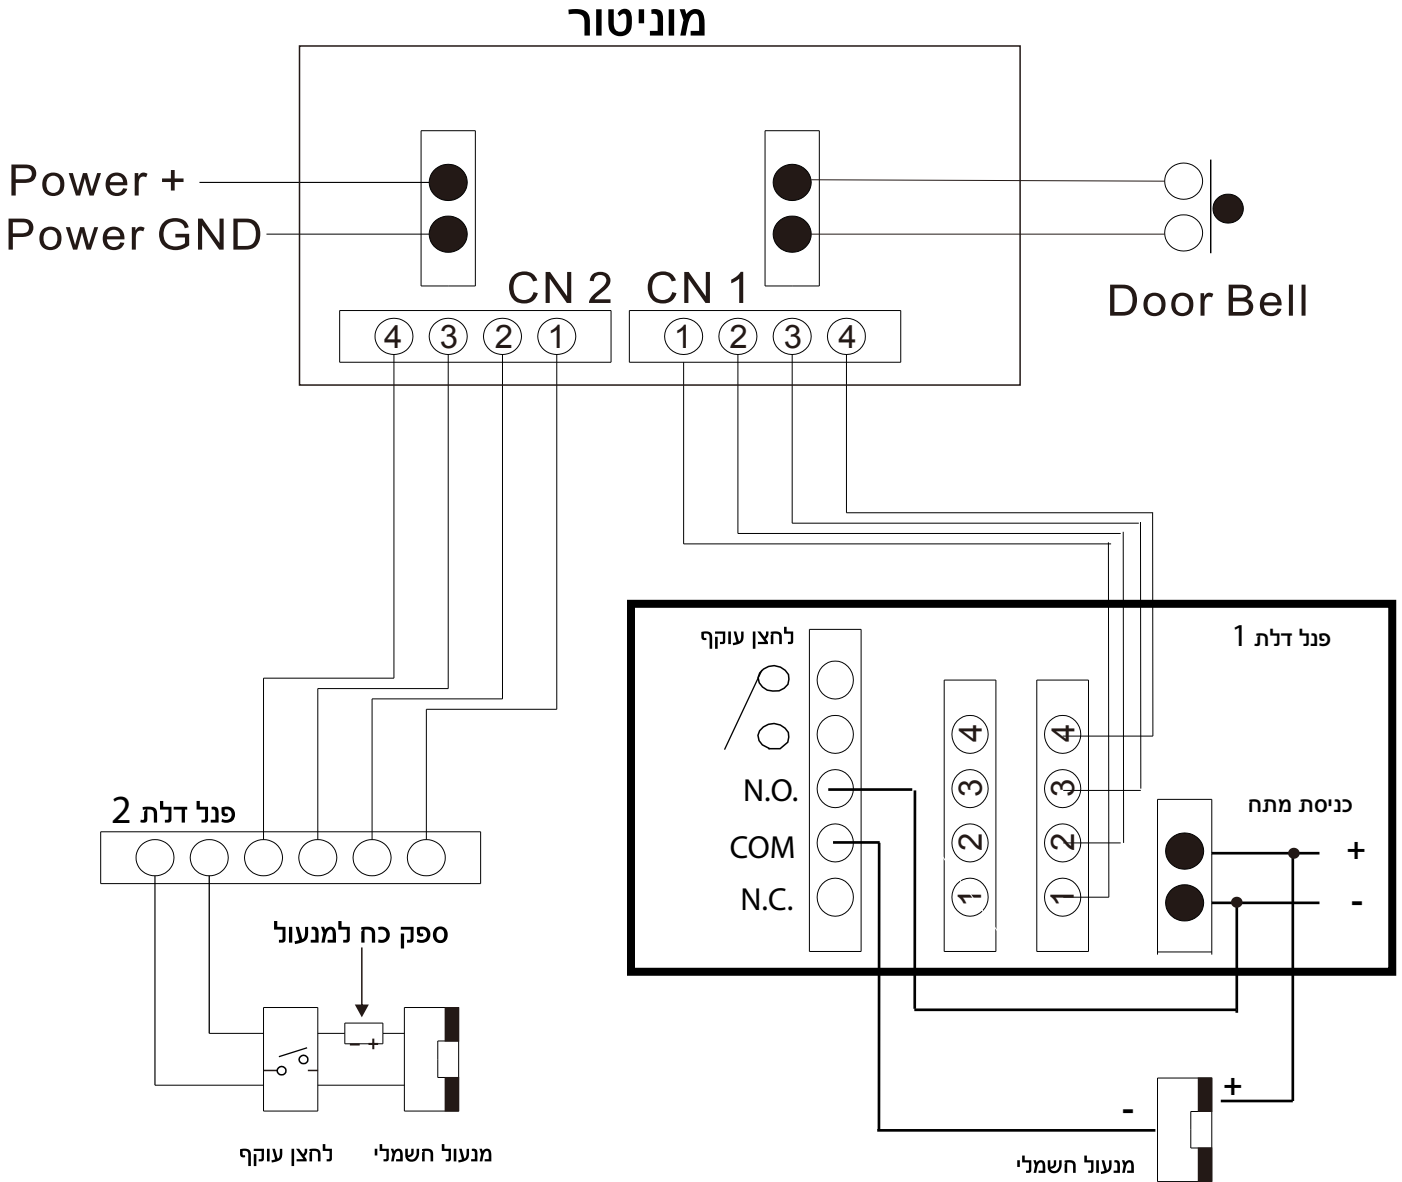 מוניטור
Power +
Power GND
Door Bell
CN 2 CN 1
4 3 2 1 1 2 3 4
פנל דלת 1
לחצן עוקף
N.O.
COM
N.C.
4 4
3 3
2 2
1 1
כניסת מתח
+
-
פנל דלת 2
ספק כח למנעול
- +
לחצן עוקף
מנעול חשמלי
+
-
מנעול חשמלי